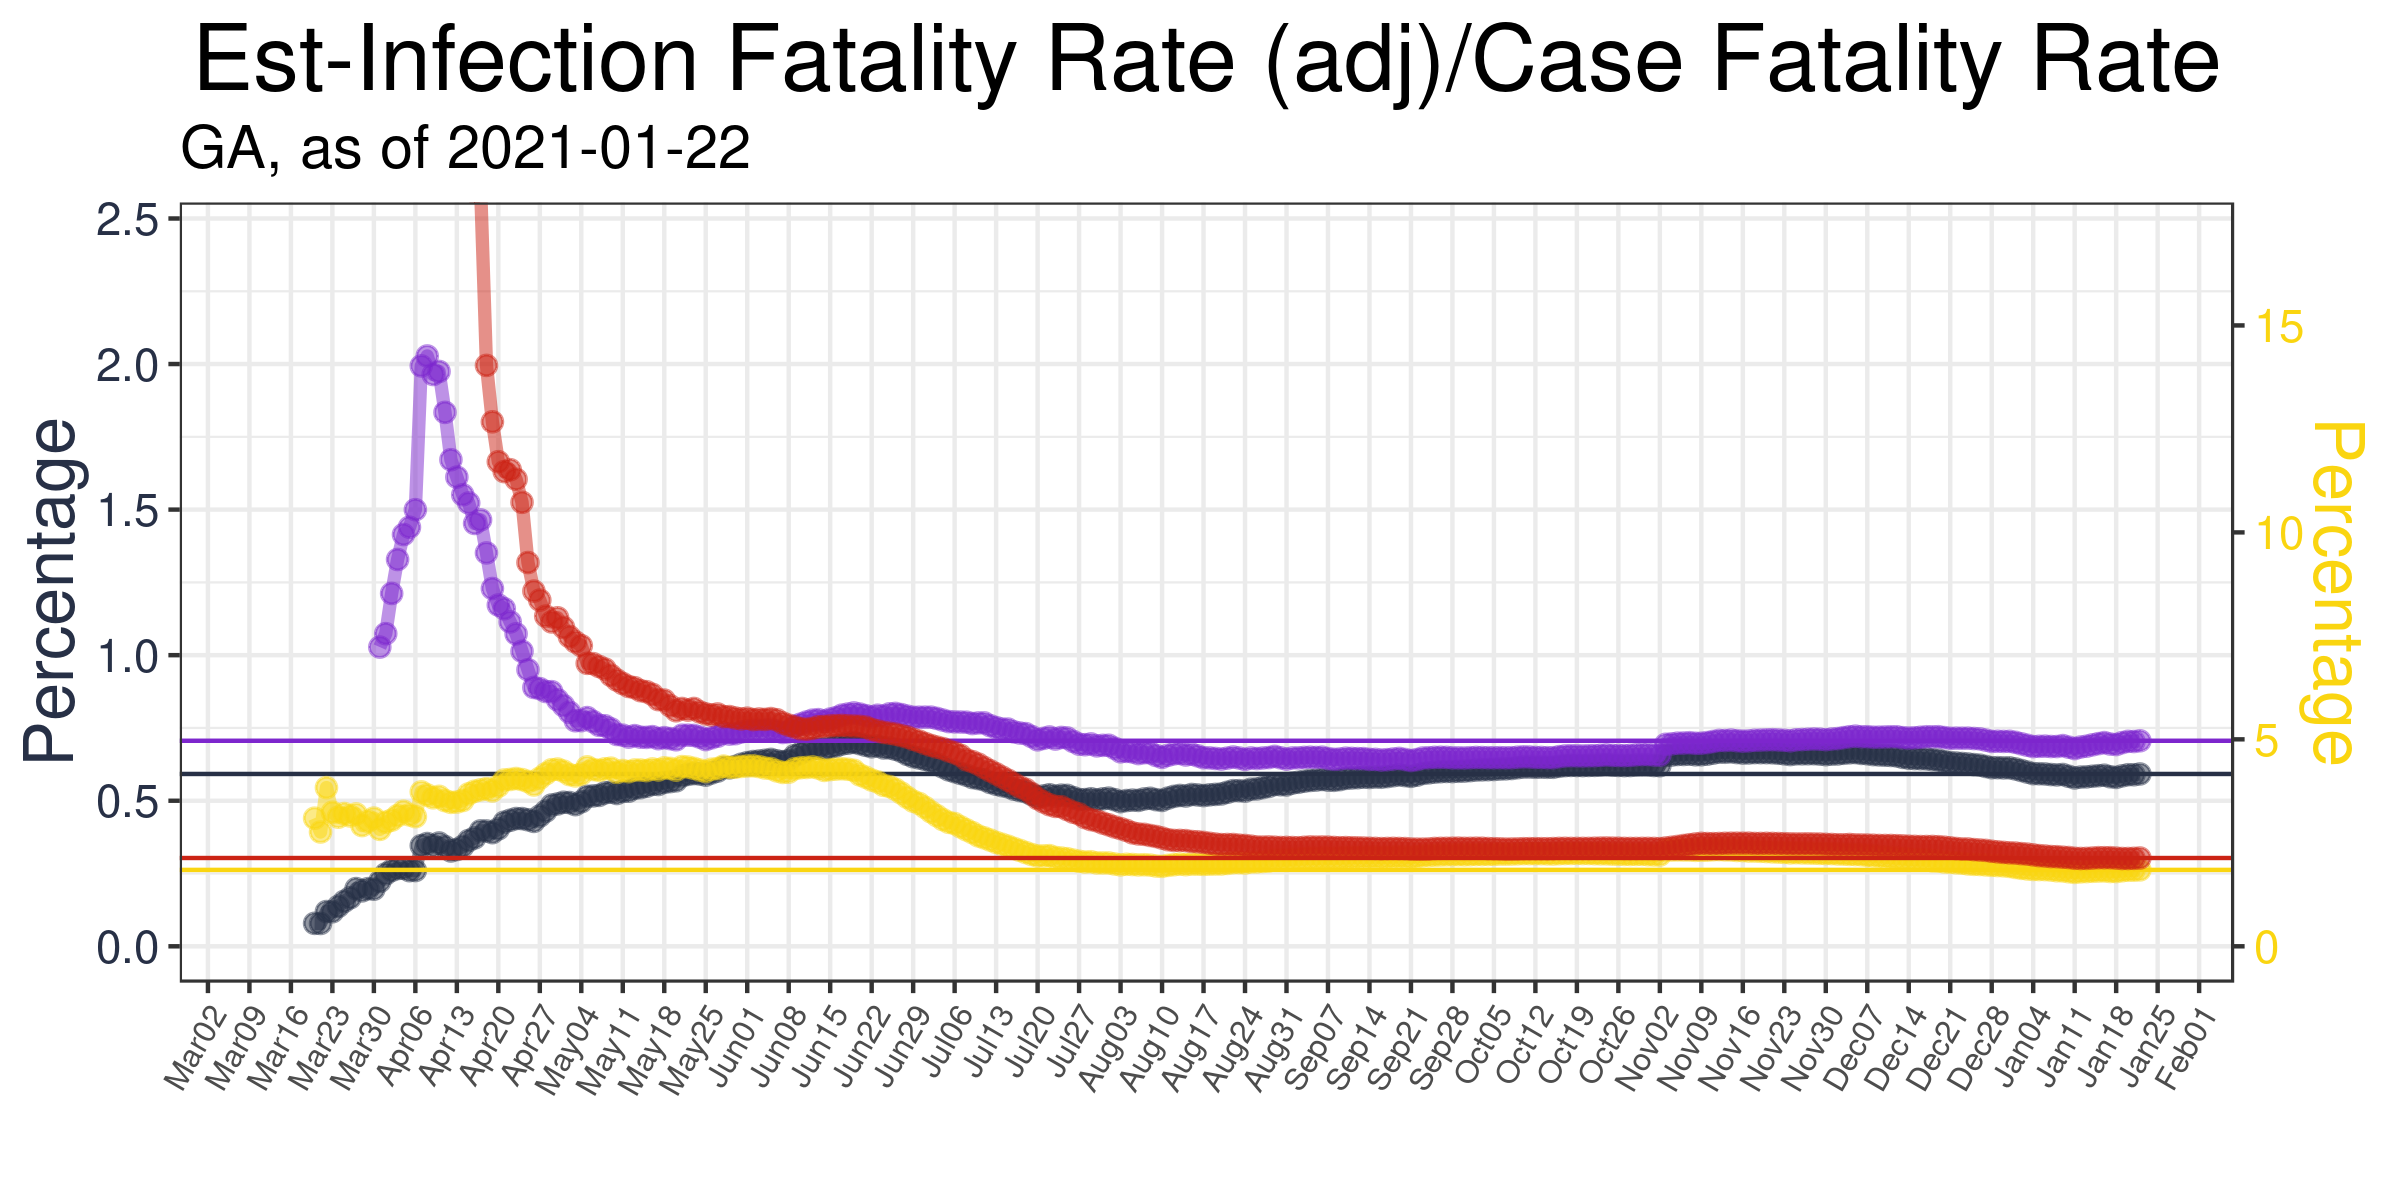 Est-Infection Fatality Rate (adj)/Case Fatality Rate
GA, as of 2021-01-22
Percentage
2.5
2.0
1.5
1.0
0.5
0.0
15
10
5
0
Percentage
Mar02
Mar09
Mar16
Mar23
Mar30
Apr06
Apr13
Apr20
Apr27
May04
May11
May18
May25
Jun01
Jun08
Jun15
Jun22
Jun29
Jul06
Jul13
Jul20
Jul27
Aug03
Aug10
Aug17
Aug24
Aug31
Sep07
Sep14
Sep21
Sep28
Oct05
Oct12
Oct19
Oct26
Nov02
Nov09
Nov16
Nov23
Nov30
Dec07
Dec14
Dec21
Dec28
Jan04
Jan11
Jan18
Jan25
Feb01